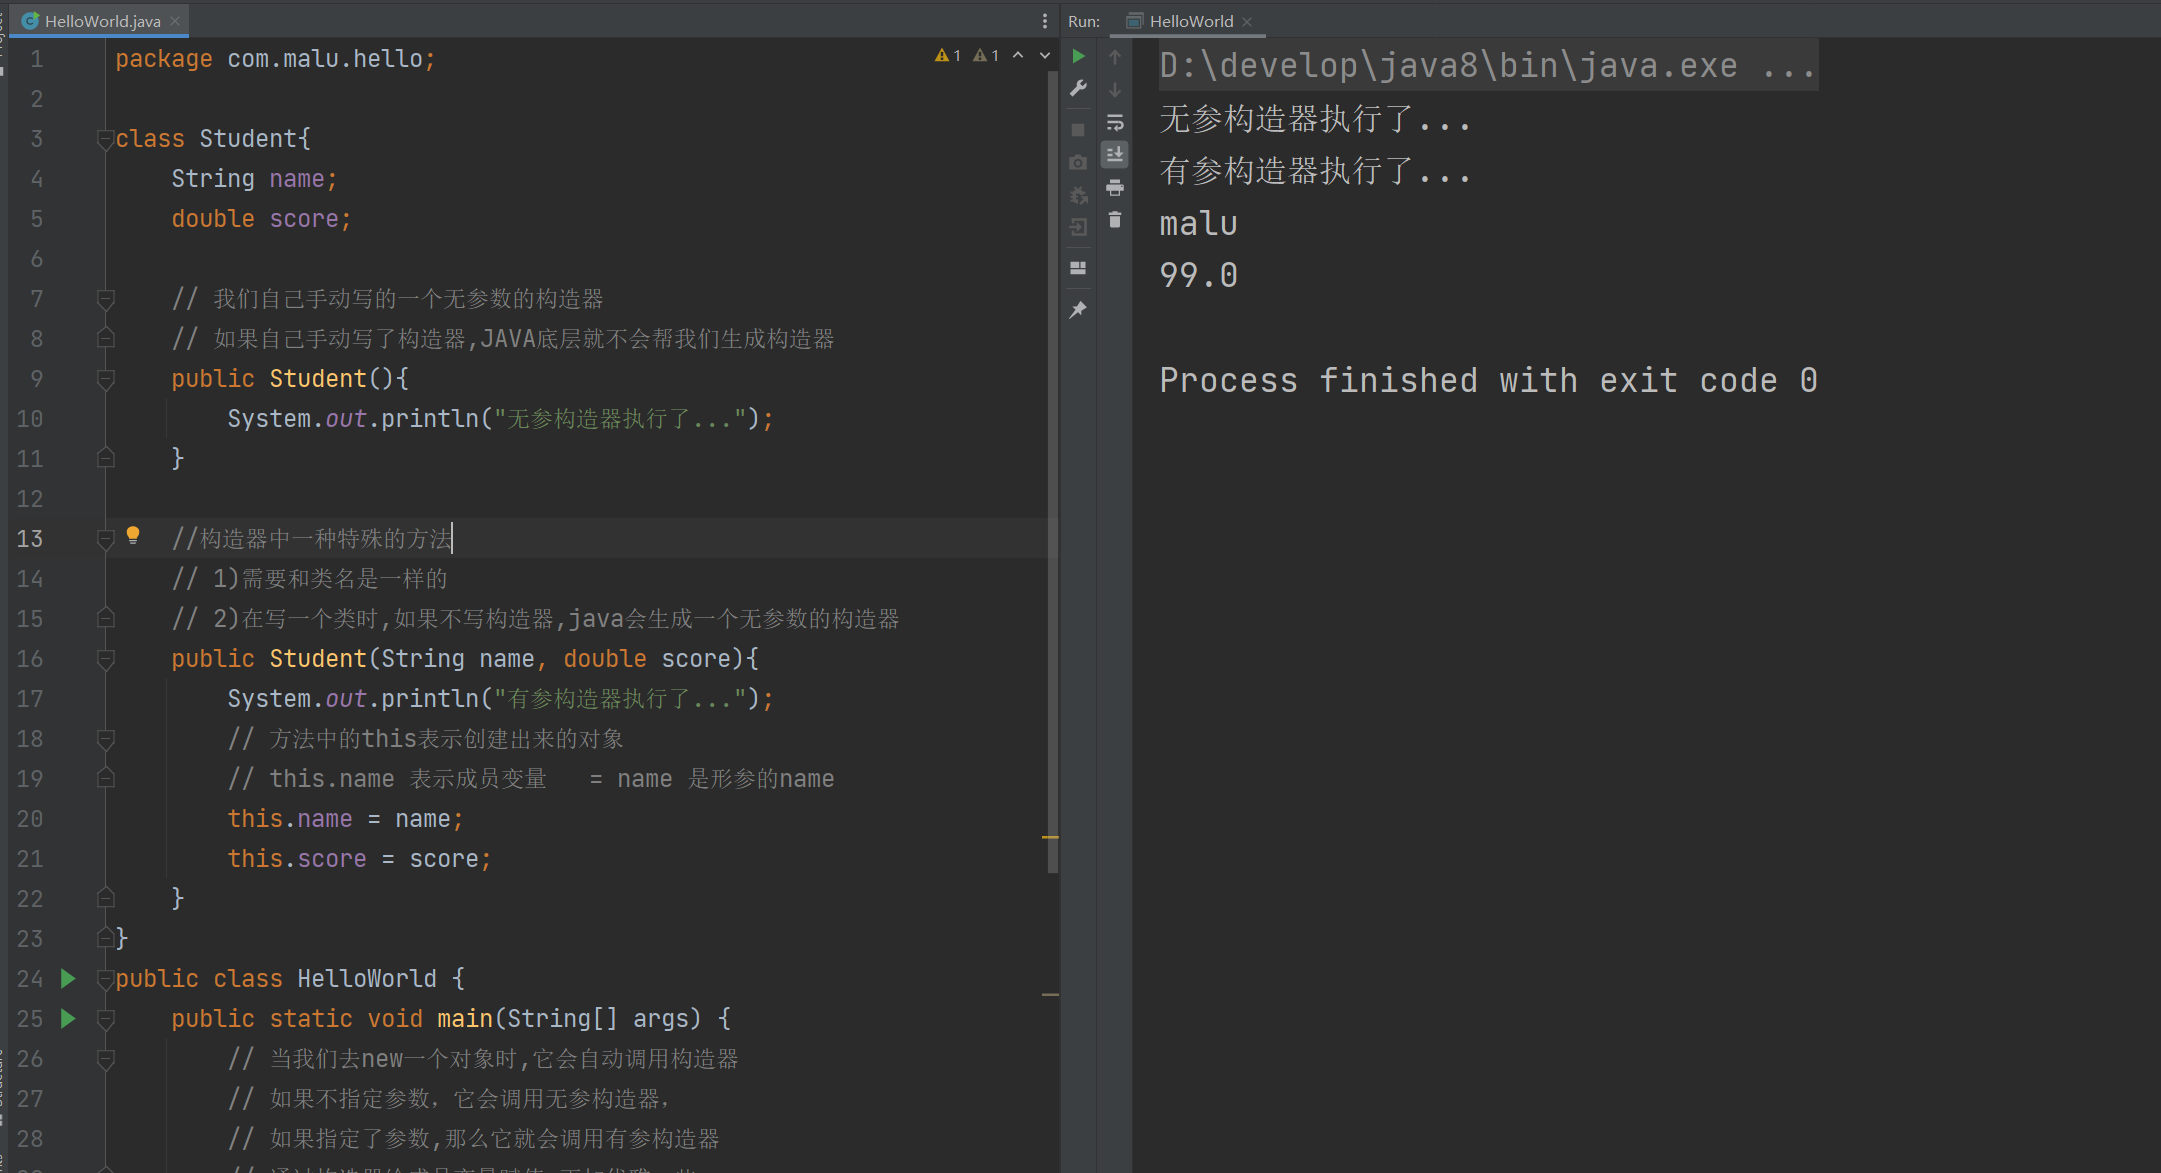 HelloWorld.java
1 package com.malu.hello;
2
3 class Student{
4 String name;
5 double score;
6
7 // 我们自己手动写的一个无参数的构造器
8 // 如果自己手动写了构造器,JAVA底层就不会帮我们生成构造器
9 public Student(){
10 System.out.println("无参构造器执行了...");
11 }
12
13 //构造器中一种特殊的方法
14 // 1)需要和类名是一样的
15 // 2)在写一个类时,如果不写构造器,java会生成一个无参数的构造器
16 public Student(String name, double score){
17 System.out.println("有参构造器执行了...");
18 // 方法中的this表示创建出来的对象
19 // this.name 表示成员变量   = name 是形参的name
20 this.name = name;
21 this.score = score;
22 }
23 }
24 public class HelloWorld {
25 public static void main(String[] args) {
26 // 当我们去new一个对象时,它会自动调用构造器
27 // 如果不指定参数，它会调用无参构造器，
28 // 如果指定了参数,那么它就会调用有参构造器
1 1
Run: HelloWorld
D:\develop\java8\bin\java.exe ...
无参构造器执行了...
有参构造器执行了...
malu
99.0
Process finished with exit code 0